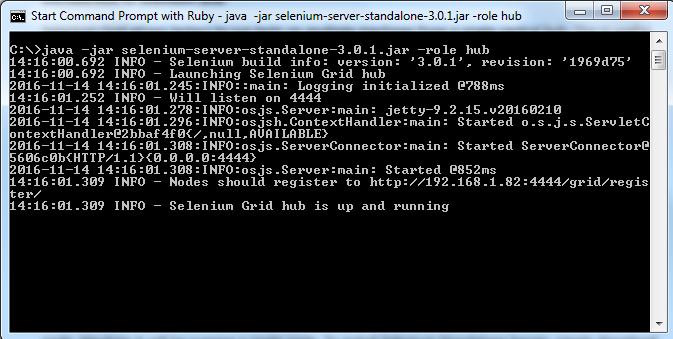 Start Command Prompt with Ruby - java  -jar selenium-server-standalone-3.0.1.jar -role hub
C:\>java -jar selenium-server-standalone-3.0.1.jar -role hub
14:16:00.692 INFO - Selenium build info: version: '3.0.1', revision: '1969d75'
14:16:00.692 INFO - Launching Selenium Grid hub
2016-11-14 14:16:01.245:INFO::main: Logging initialized @788ms
14:16:01.252 INFO - Will listen on 4444
2016-11-14 14:16:01.278:INFO:osjs.Server:main: jetty-9.2.15.v20160210
2016-11-14 14:16:01.296:INFO:osjsh.ContextHandler:main: Started o.s.j.s.ServletC
ontextHandler@2bbaf4f0{/,null,AVAILABLE}
2016-11-14 14:16:01.308:INFO:osjs.ServerConnector:main: Started ServerConnector@
5606c0b{HTTP/1.1}{0.0.0.0:4444}
2016-11-14 14:16:01.308:INFO:osjs.Server:main: Started @852ms
14:16:01.309 INFO - Nodes should register to http://192.168.1.82:4444/grid/regis
ter/
14:16:01.309 INFO - Selenium Grid hub is up and running